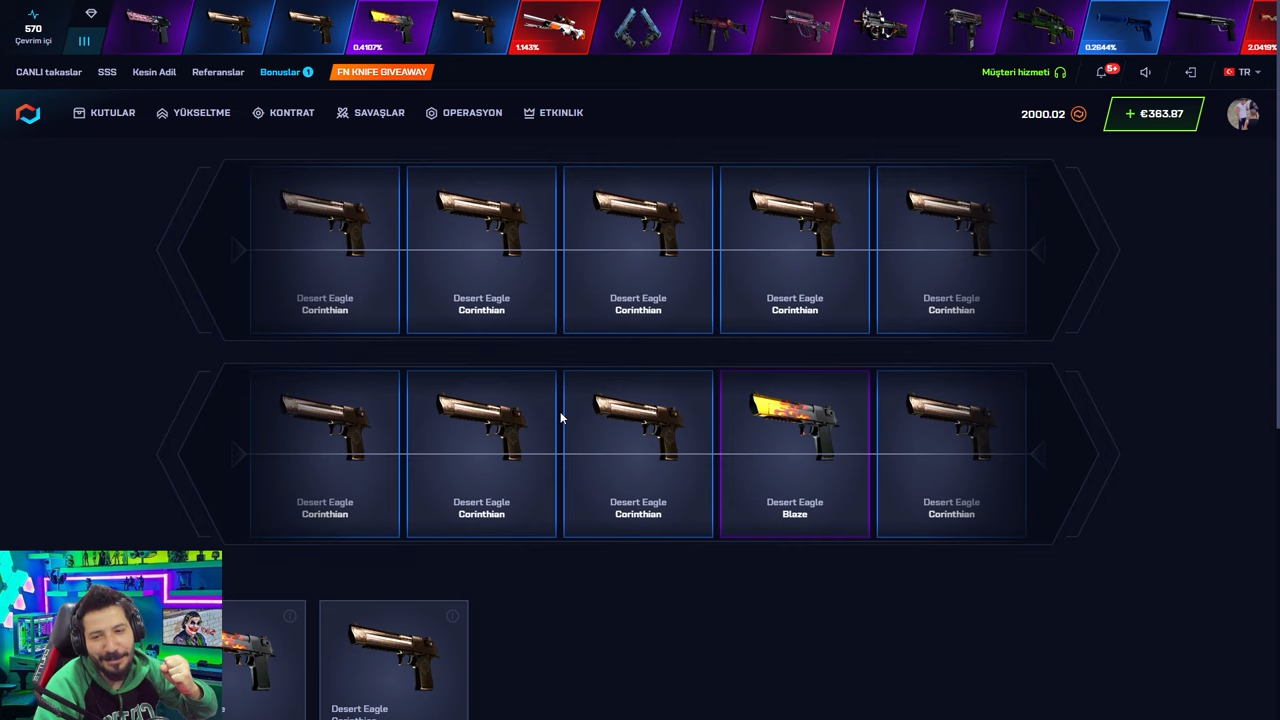 570
Çevrim içi
0.4107%
1.143%
0.2644%
2.0419%
CANLI takaslar
SSS
Kesin Adil
Referanslar
Bonuslar 1
FN KNIFE GIVEAWAY
Müşteri hizmeti
5+
TR
KUTULAR
YÜKSELTME
KONTRAT
SAVAŞLAR
OPERASYON
ETKINLIK
2000.02
+ €363.87
Desert Eagle
Corinthian
Desert Eagle
Corinthian
Desert Eagle
Corinthian
Desert Eagle
Corinthian
Desert Eagle
Corinthian
Desert Eagle
Corinthian
Desert Eagle
Corinthian
Desert Eagle
Corinthian
Desert Eagle
Blaze
Desert Eagle
Corinthian
Desert Eagle
Corinthian